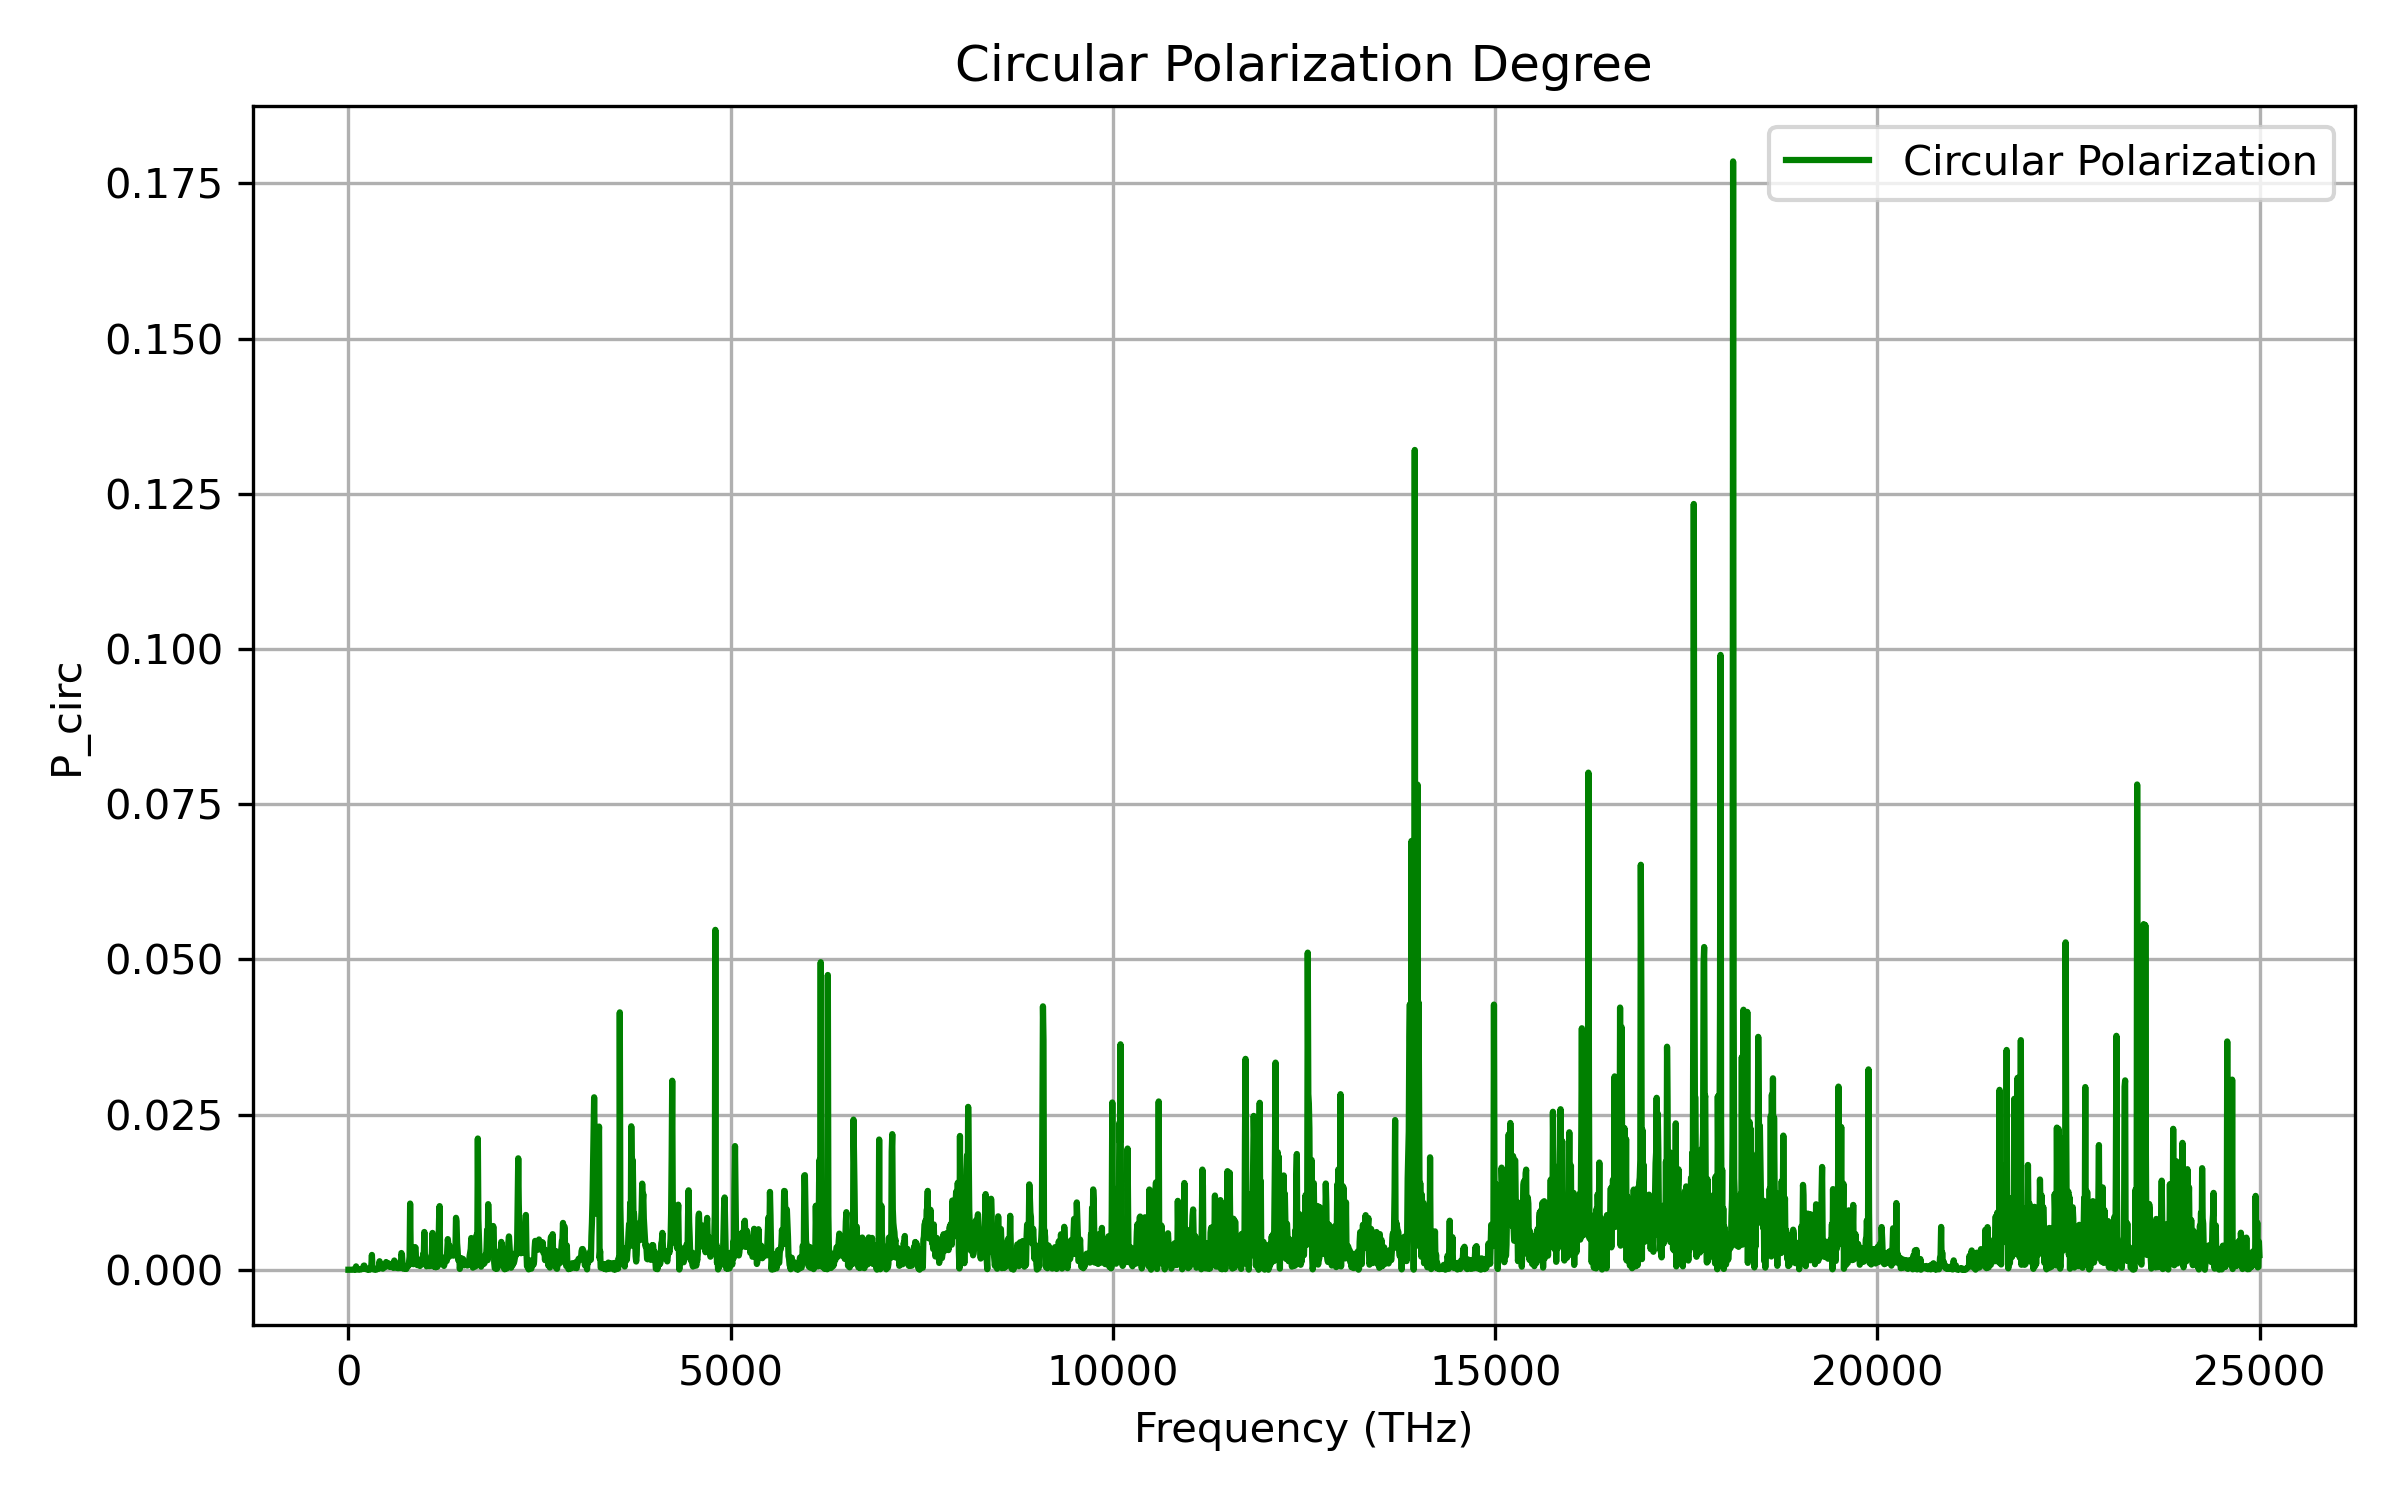 Circular Polarization Degree
Circular Polarization
0.175
0.150
0.125
0.100
0.075
0.050
0.025
0.000
P_circ
0 5000 10000 15000 20000 25000
Frequency (THz)